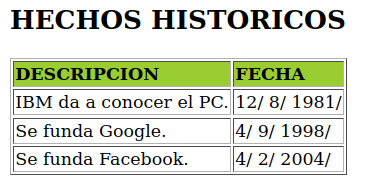 HECHOS HISTORICOS
DESCRIPCION FECHA
IBM da a conocer el PC. 12/ 8/ 1981/
Se funda Google. 4/ 9/ 1998/
Se funda Facebook. 4/ 2/ 2004/